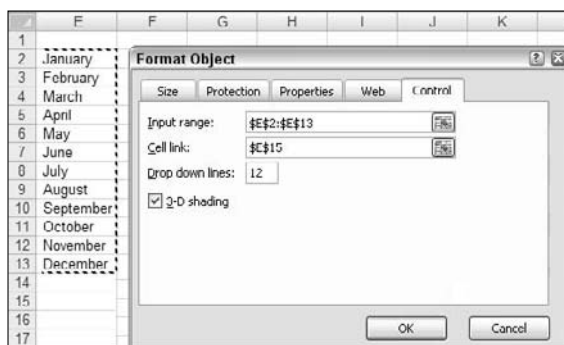 E F G H I J K
1
2 January
3 February
4 March
5 April
6 May
7 June
8 July
9 August
10 September
11 October
12 November
13 December
14
15
16
17
Format Object
Size Protection Properties Web Control
Input range: $E$2:$E$13
Cell link: $E$15
Drop down lines: 12
3-D shading
OK Cancel